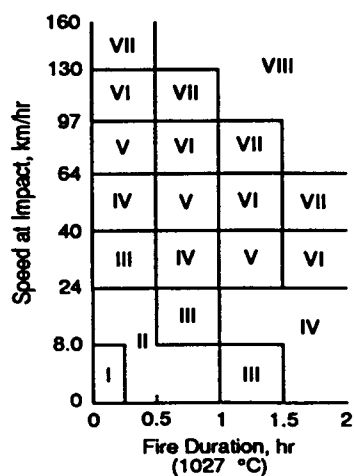 160
VII
VIII
130
VI VII
97
V VI VII
64
IV V VI VII
40
III IV V VI
24
III
II IV
8.0
I III
0
0 0.5 1.0 1.5 2
Speed at Impact, km/hr
Fire Duration, hr
(1027 °C)